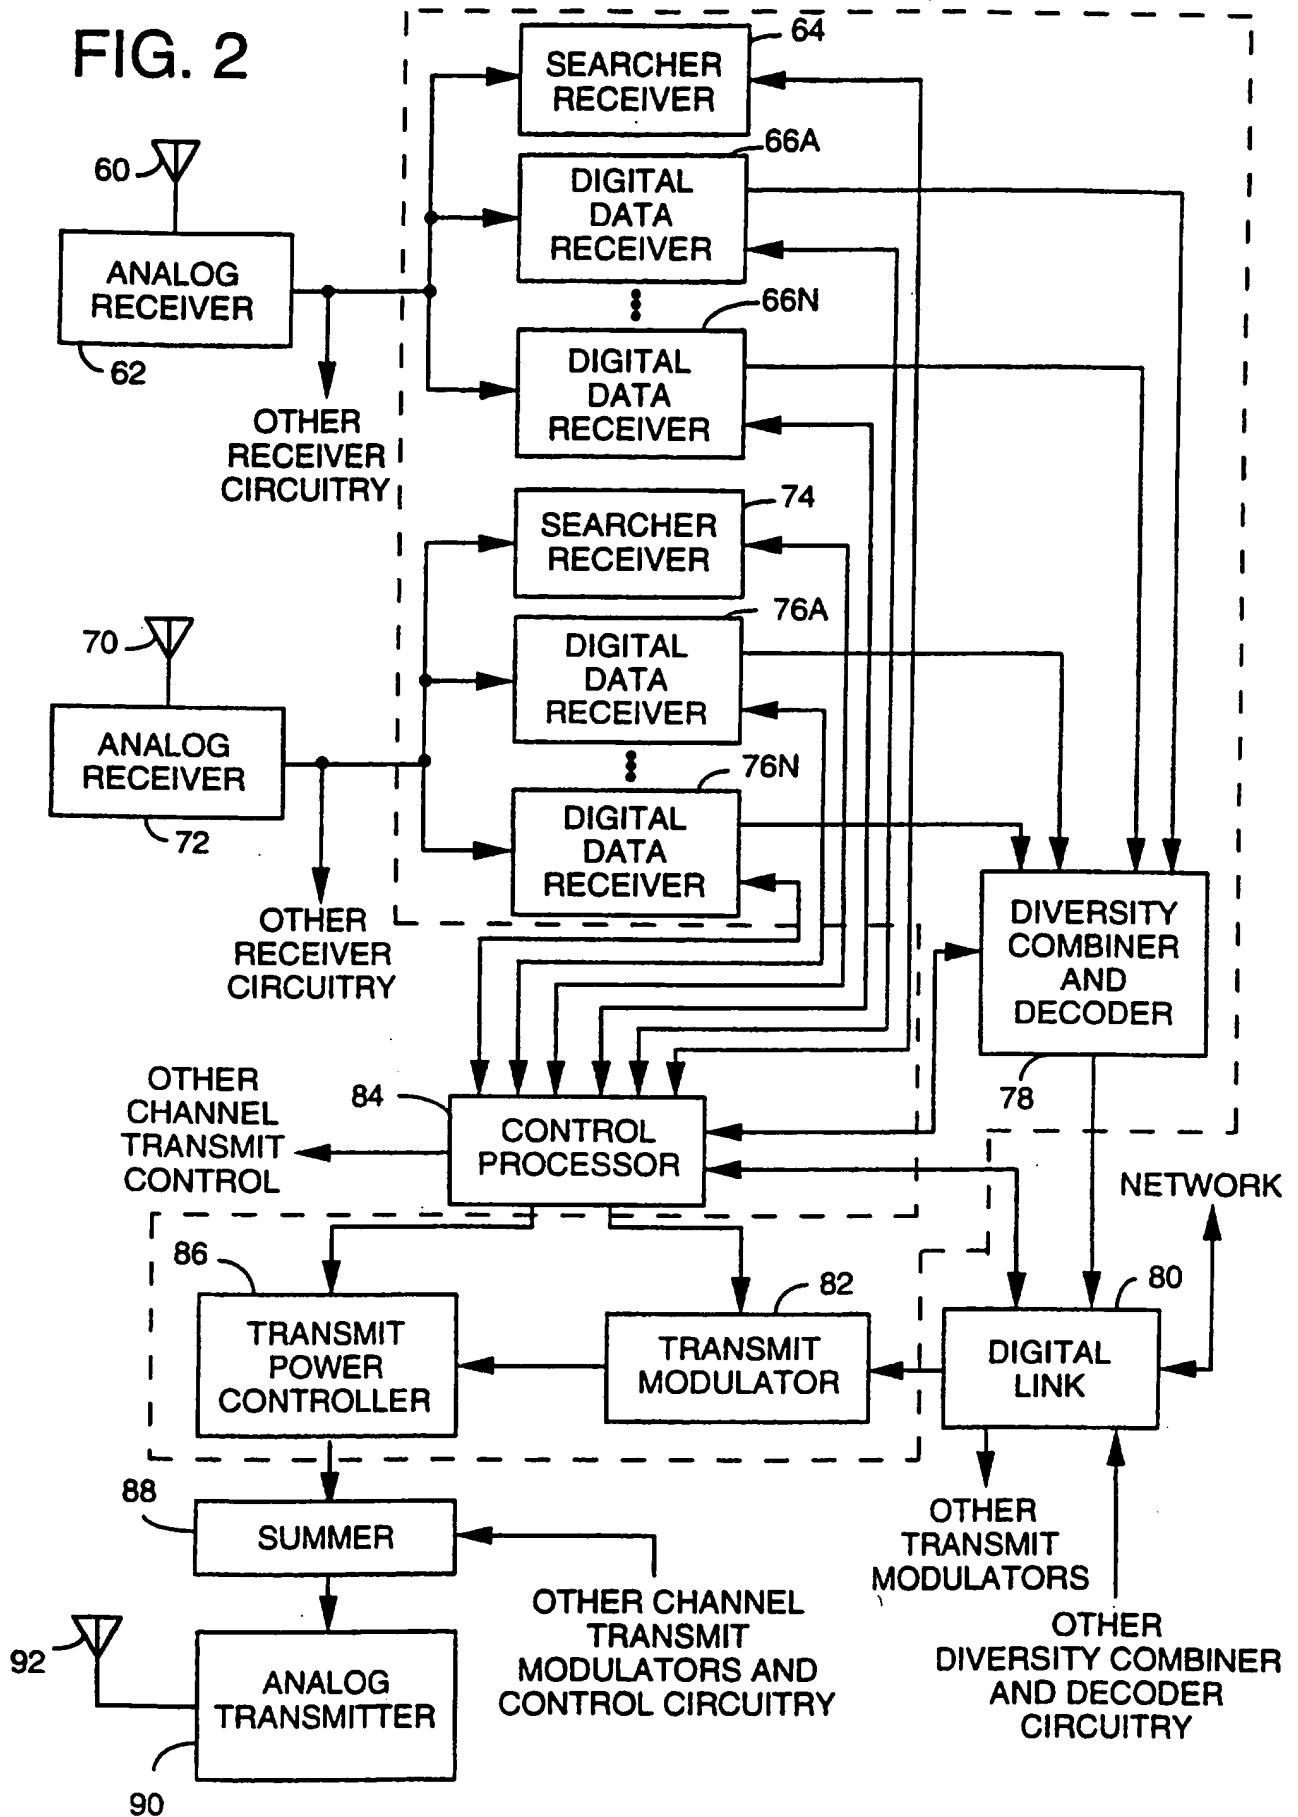 FIG. 2
64
SEARCHER
RECEIVER
66A
DIGITAL
DATA
RECEIVER
60
ANALOG
RECEIVER
62
66N
DIGITAL
DATA
RECEIVER
OTHER
RECEIVER
CIRCUITRY
74
SEARCHER
RECEIVER
76A
DIGITAL
DATA
RECEIVER
70
ANALOG
RECEIVER
72
76N
DIGITAL
DATA
RECEIVER
OTHER
RECEIVER
CIRCUITRY
DIVERSITY
COMBINER
AND
DECODER
78
OTHER
CHANNEL
TRANSMIT
CONTROL
84
CONTROL
PROCESSOR
NETWORK
86
TRANSMIT
POWER
CONTROLLER
82
TRANSMIT
MODULATOR
80
DIGITAL
LINK
88
SUMMER
OTHER
TRANSMIT
MODULATORS
OTHER CHANNEL
TRANSMIT
MODULATORS AND
CONTROL CIRCUITRY
OTHER
DIVERSITY COMBINER
AND DECODER
CIRCUITRY
92
ANALOG
TRANSMITTER
90